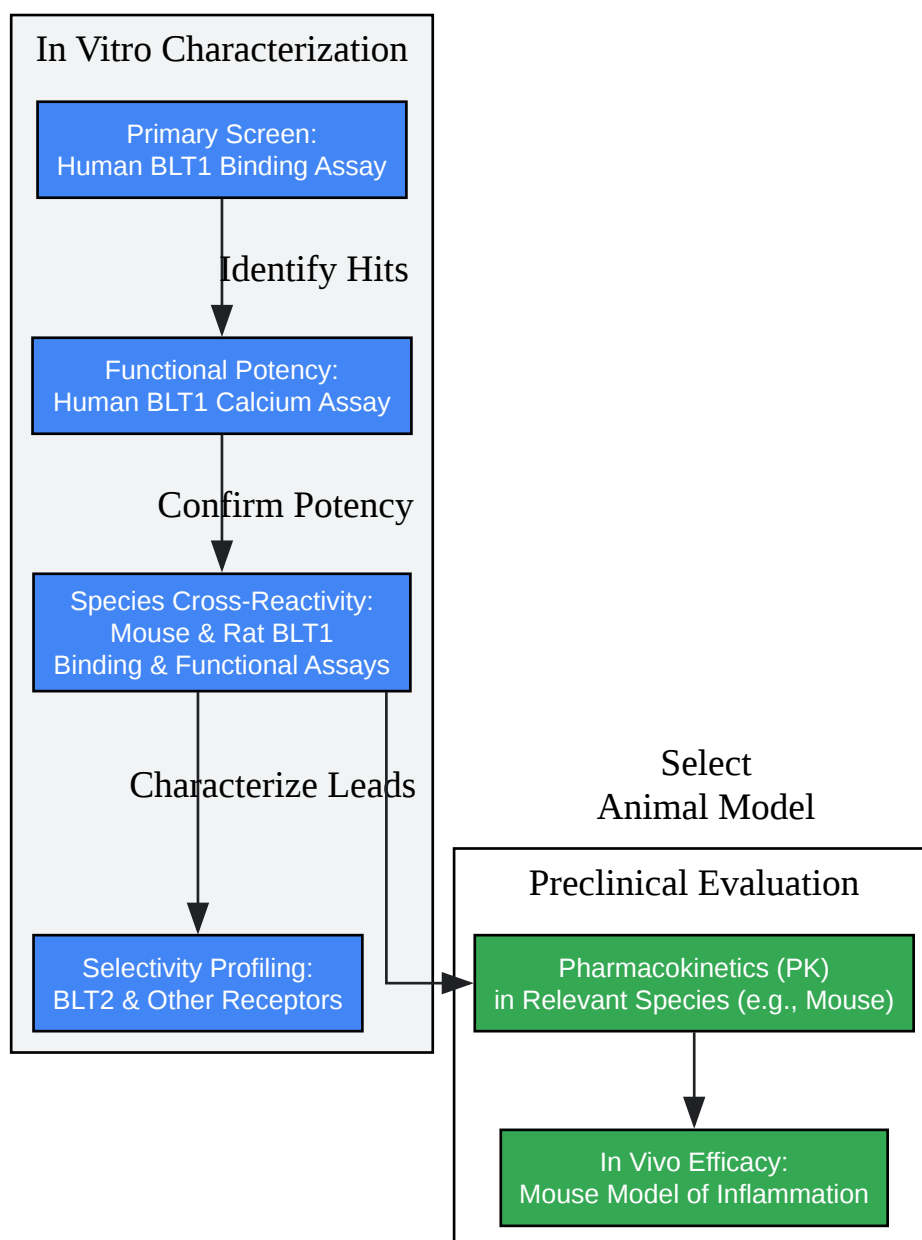 In Vitro Characterization
Primary Screen:
Human BLT1 Binding Assay
Identify Hits
Functional Potency:
Human BLT1 Calcium Assay
Confirm Potency
Species Cross-Reactivity:
Mouse & Rat BLT1
Binding & Functional Assays
Characterize Leads
Selectivity Profiling:
BLT2 & Other Receptors
Select
Animal Model
Preclinical Evaluation
Pharmacokinetics (PK)
in Relevant Species (e.g., Mouse)
In Vivo Efficacy:
Mouse Model of Inflammation